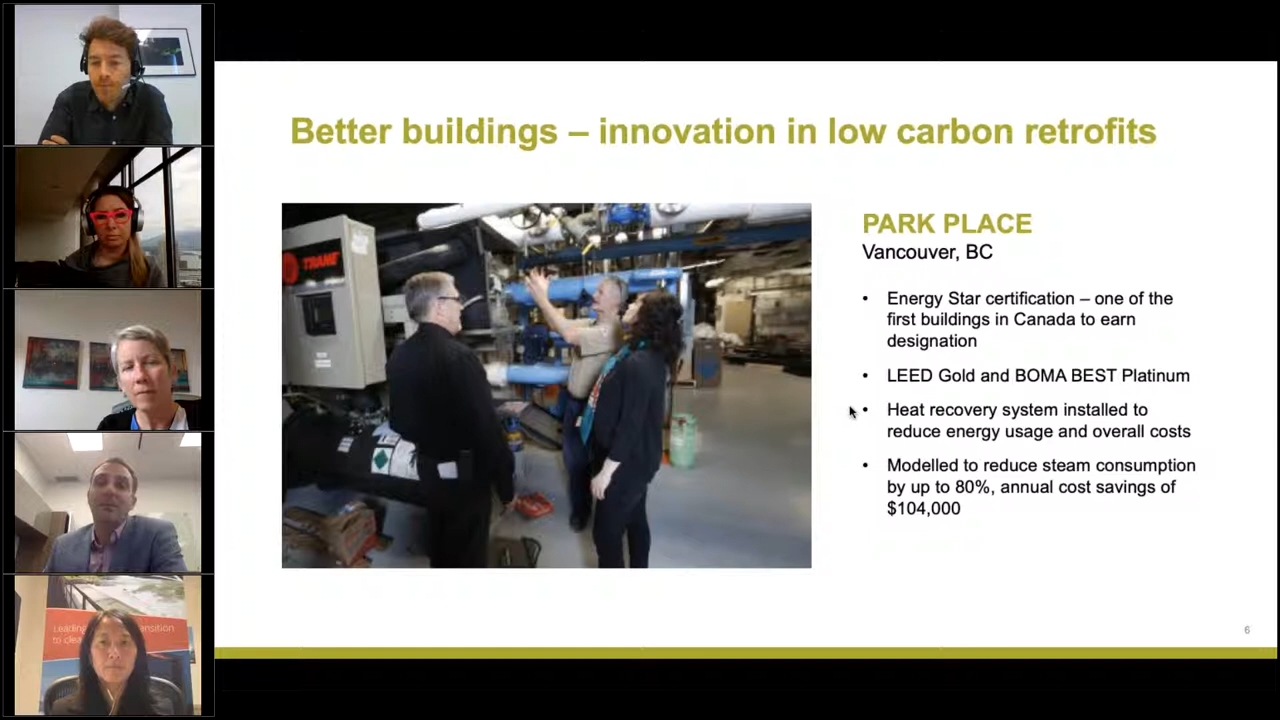 Better buildings – innovation in low carbon retrofits
TRANE
PARK PLACE
Vancouver, BC
• Energy Star certification – one of the
first buildings in Canada to earn
designation
• LEED Gold and BOMA BEST Platinum
• Heat recovery system installed to
reduce energy usage and overall costs
• Modelled to reduce steam consumption
by up to 80%, annual cost savings of
$104,000
6
Leading
to